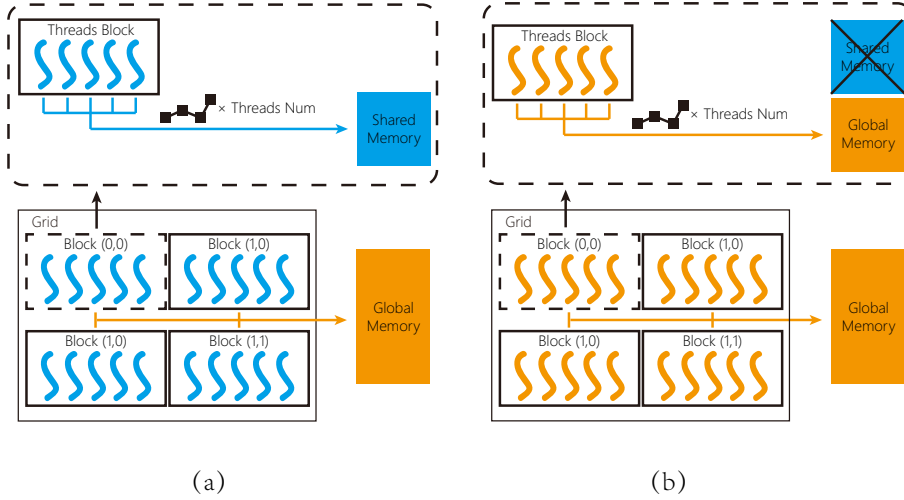 Threads Block
× Threads Num
Shared
Memory
Grid
Block (0,0)
Block (1,0)
Block (1,0)
Block (1,1)
Global
Memory
(a)
Threads Block
Shared
Memory
× Threads Num
Global
Memory
Grid
Block (0,0)
Block (1,0)
Block (1,0)
Block (1,1)
Global
Memory
(b)